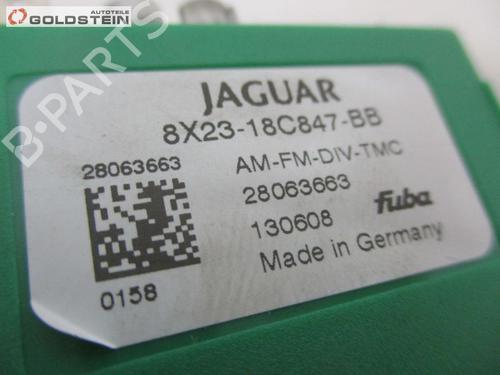 AUTOTEILE
GOLDSTEIN
B-PARTS
JAGUAR
8X23-18C847-BB
28063663
AM-FM-DIV-TMC
28063663
130608
fuba
Made in Germany
0158